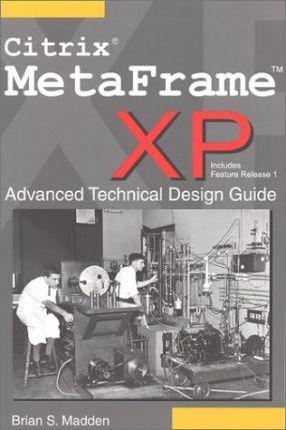 Citrix®
MetaFrame™
XP
Includes
Feature Release 1
Advanced Technical Design Guide
Brian S. Madden